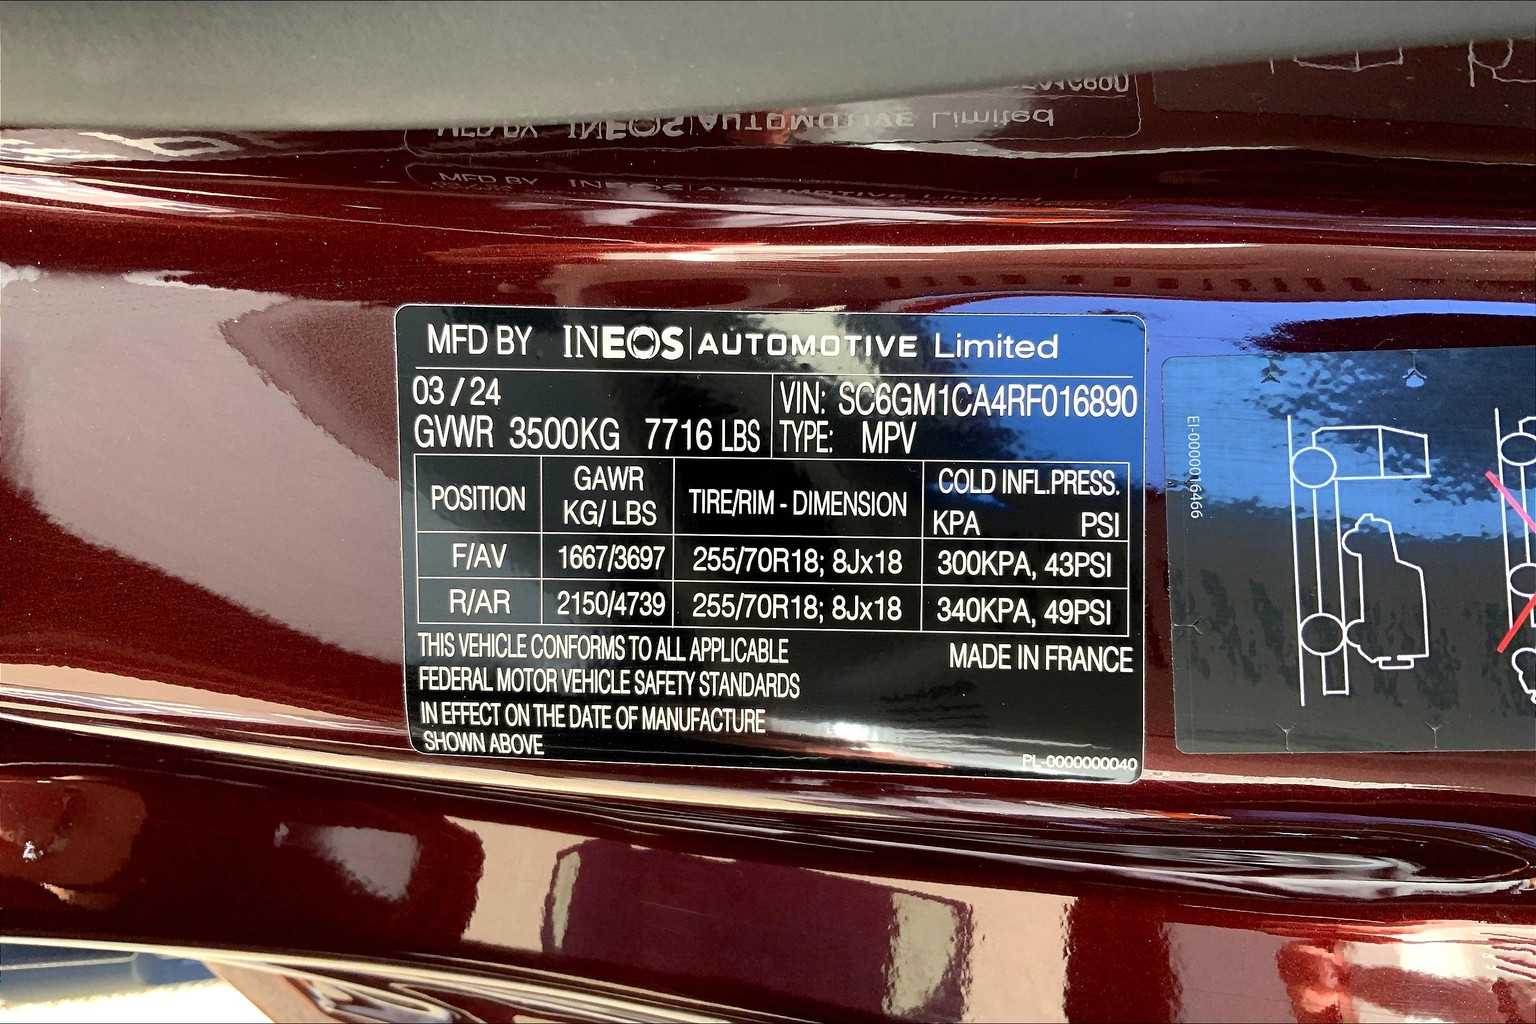 MFD BY INEOS AUTOMOTIVE Limited
03 / 24
GVWR 3500KG 7716 LBS
VIN: SC6GM1CA4RF016890
TYPE: MPV
POSITION GAWR KG/ LBS TIRE/RIM - DIMENSION COLD INFL.PRESS. KPA PSI
F/AV 1667/3697 255/70R18; 8Jx18 300KPA, 43PSI
R/AR 2150/4739 255/70R18; 8Jx18 340KPA, 49PSI
THIS VEHICLE CONFORMS TO ALL APPLICABLE
FEDERAL MOTOR VEHICLE SAFETY STANDARDS
IN EFFECT ON THE DATE OF MANUFACTURE
SHOWN ABOVE
MADE IN FRANCE
PL-0000000040
EI-0000016466